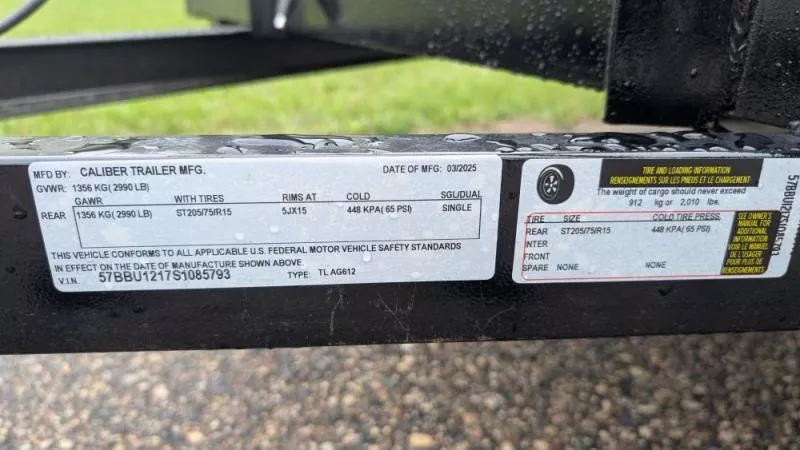 MFD BY: CALIBER TRAILER MFG. DATE OF MFG: 03/2025
GVWR: 1356 KG( 2990 LB)
GAWR WITH TIRES RIMS AT COLD SGL/DUAL
REAR 1356 KG( 2990 LB) ST205/75/R15 5JX15 448 KPA( 65 PSI) SINGLE
THIS VEHICLE CONFORMS TO ALL APPLICABLE U.S. FEDERAL MOTOR VEHICLE SAFETY STANDARDS
IN EFFECT ON THE DATE OF MANUFACTURE SHOWN ABOVE.
V.I.N. 57BBU1217S1085793 TYPE: TL AG612
TIRE AND LOADING INFORMATION
RENSEIGNEMENTS SUR LES PNEUS ET LE CHARGEMENT
The weight of cargo should never exceed
912 kg or 2,010 lbs.
TIRE SIZE COLD TIRE PRESS.
REAR ST205/75/R15 448 KPA( 65 PSI)
INTER
FRONT
SPARE NONE NONE
SEE OWNER'S
MANUAL FOR
ADDITIONAL
INFORMATION
VOIR LE MANUEL
DE L'USAGER
POUR PLUS DE
RENSEIGNEMENTS